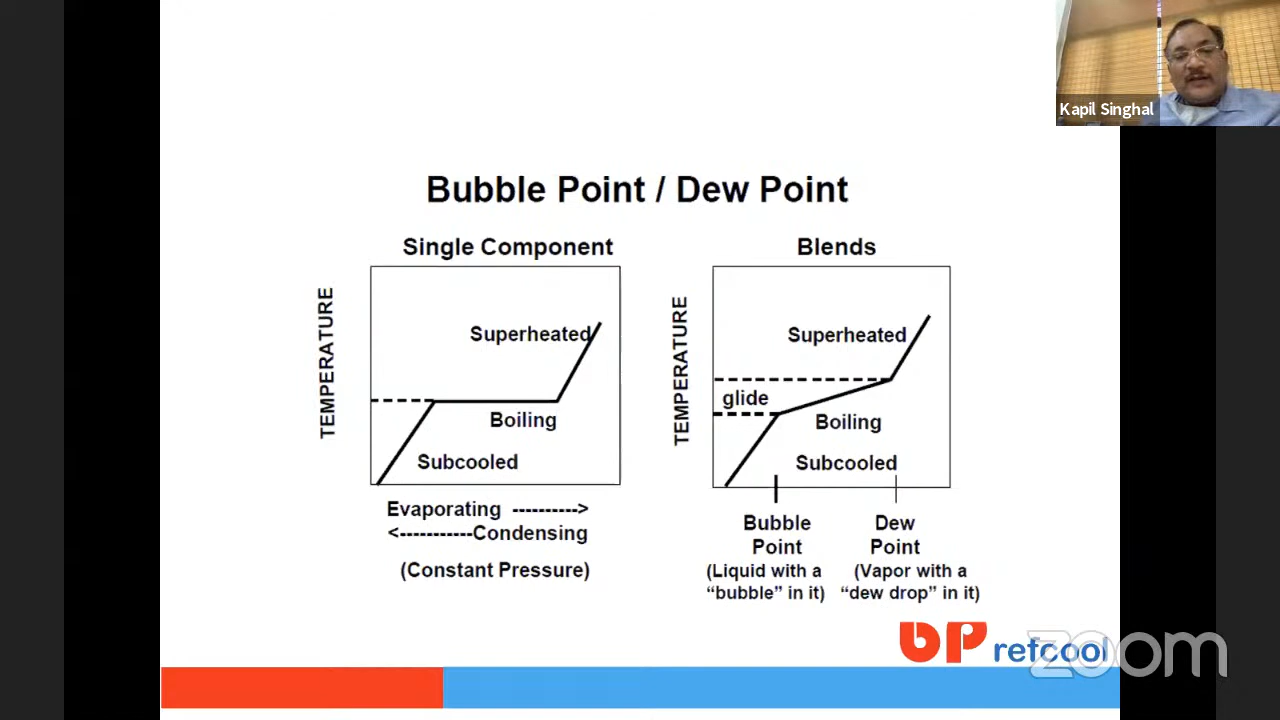 Kapil Singhal
Bubble Point / Dew Point
Single Component
TEMPERATURE
Superheated
Boiling
Subcooled
Evaporating ---------->
<-----------Condensing
(Constant Pressure)
Blends
TEMPERATURE
Superheated
glide
Boiling
Subcooled
Bubble
Point
(Liquid with a
“bubble” in it)
Dew
Point
(Vapor with a
“dew drop” in it)
BP refcool
zoom